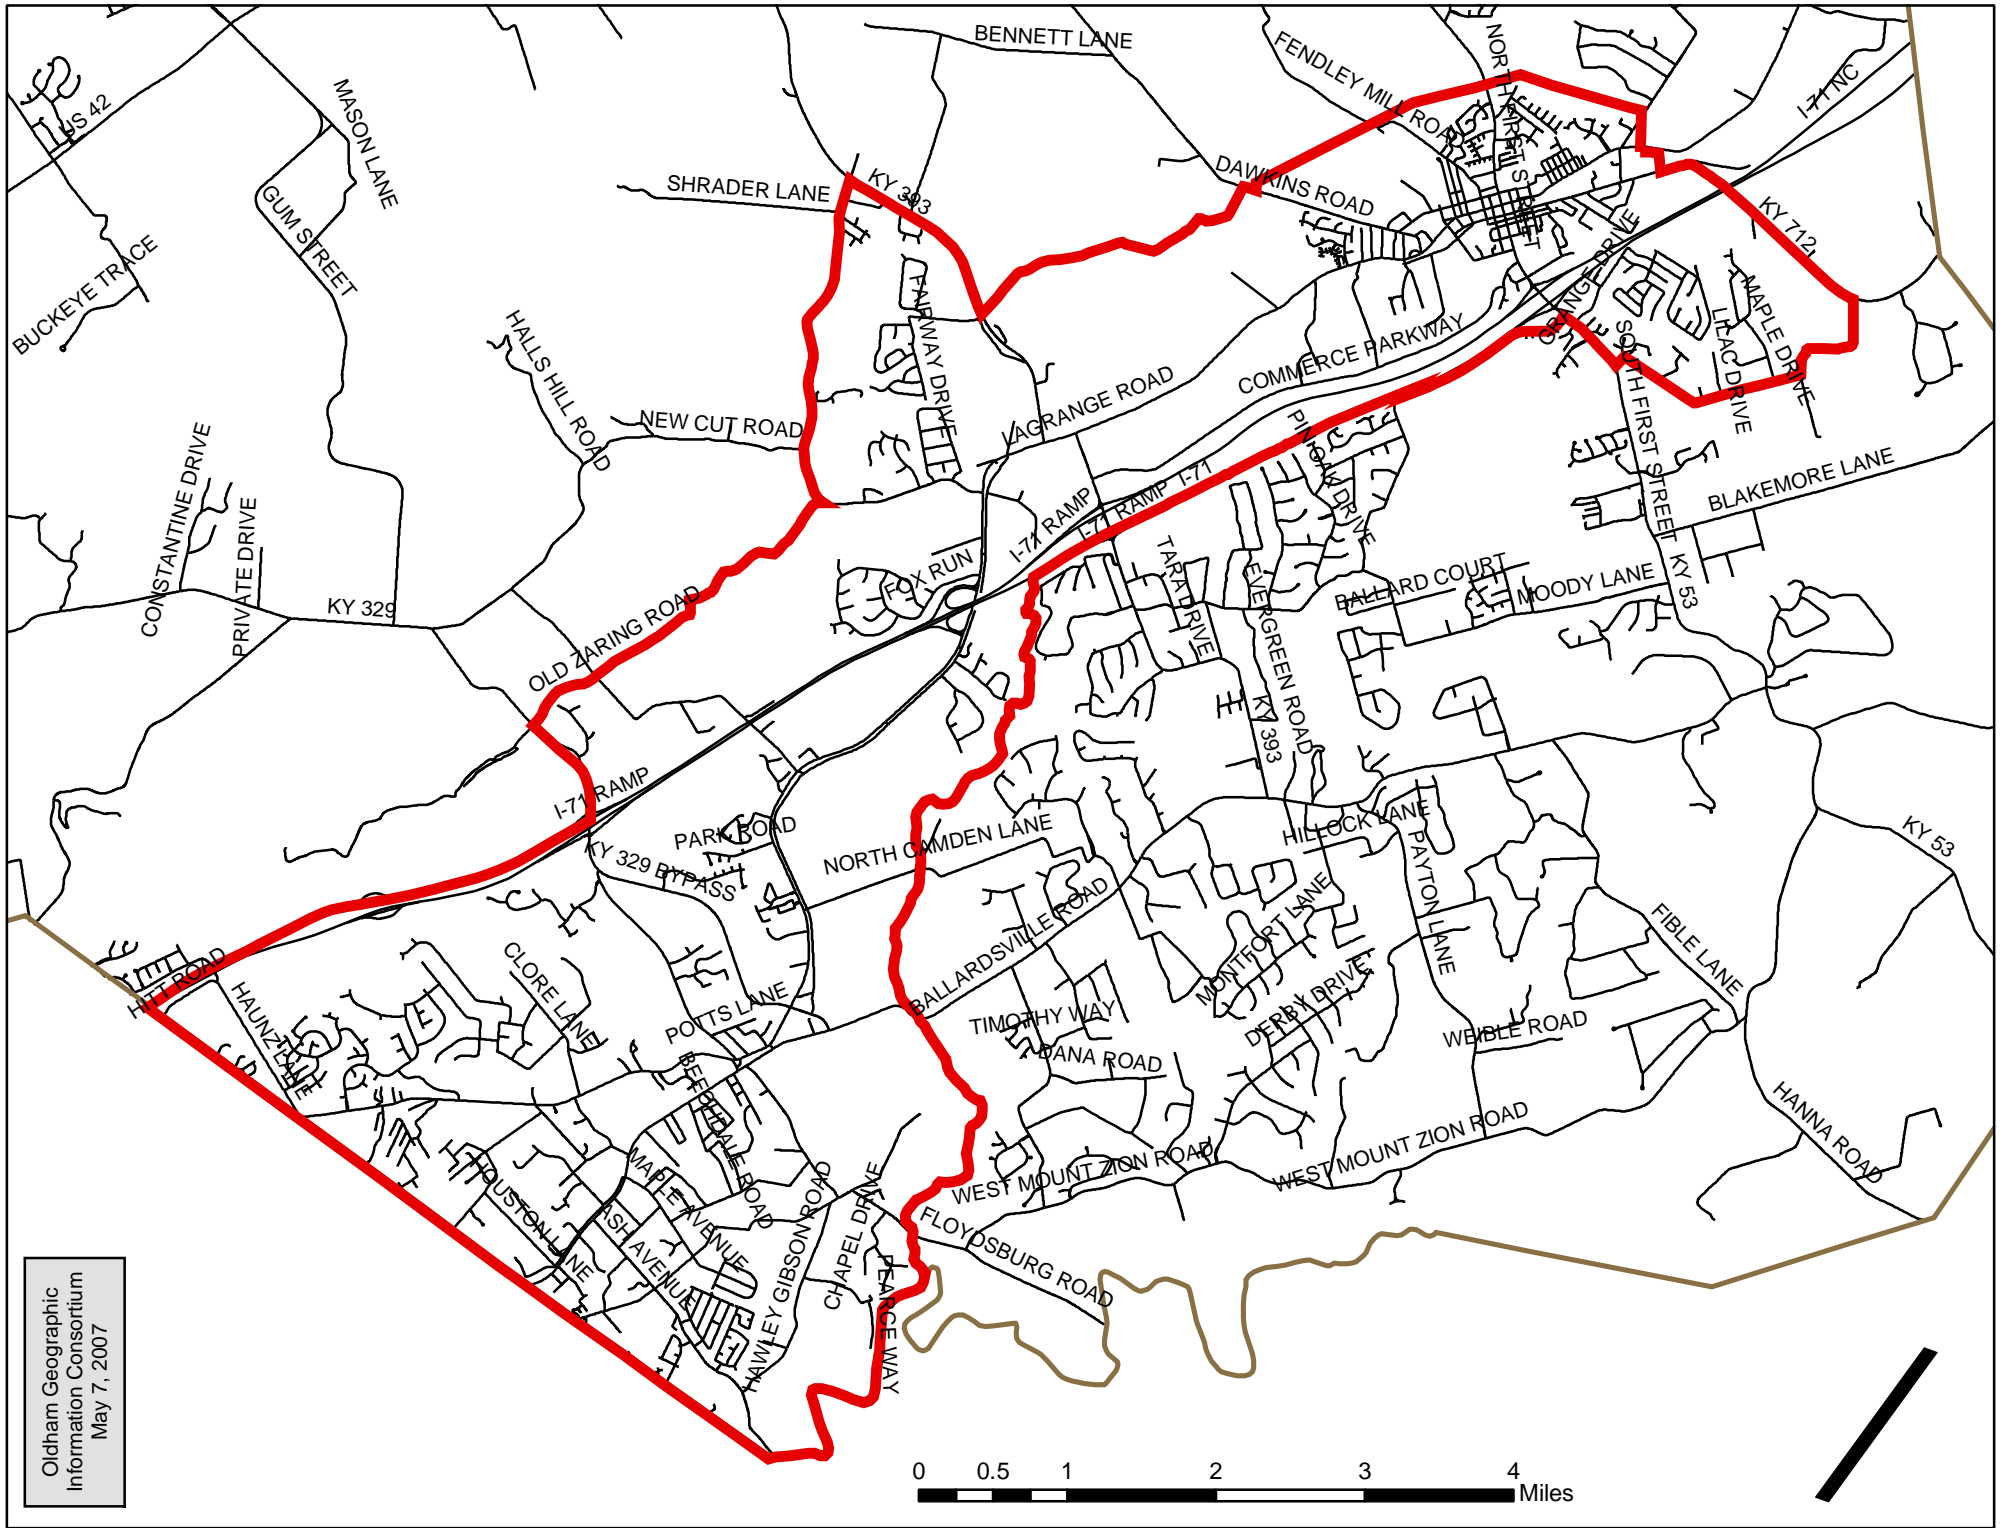 BENNETT LANE
FENDLEY MILL ROAD
NORTH FIRST STREET
I-71 NC
US 42
MASON LANE
GUM STREET
SHRADER LANE
KY 393
DAWKINS ROAD
KY 712
BUCKEYE TRACE
HALLS HILL ROAD
FAIRWAY DRIVE
GRANGE DRIVE
MAPLE DRIVE
LILAC DRIVE
COMMERCE PARKWAY
LAGRANGE ROAD
SOUTH FIRST STREET
NEW CUT ROAD
PIN OAK DRIVE
CONSTANTINE DRIVE
PRIVATE DRIVE
I-71 RAMP
I-71 RAMP
I-71
BLAKEMORE LANE
FOX RUN
TARA DRIVE
EVERGREEN ROAD
BALLARD COURT
MOODY LANE
KY 53
KY 329
OLD ZARING ROAD
KY 393
I-71 RAMP
PARK ROAD
KY 329 BYPASS
NORTH CAMDEN LANE
HILLOCK LANE
PAYTON LANE
KY 53
BALLARDSVILLE ROAD
MONTFORT LANE
FIBLE LANE
HITT ROAD
HAUNZ LANE
CLORE LANE
POTTS LANE
TIMOTHY WAY
DERBY DRIVE
WEIBLE ROAD
DANA ROAD
BEECHDALE ROAD
HANNA ROAD
WEST MOUNT ZION ROAD
WEST MOUNT ZION ROAD
MAPLE AVENUE
HOUSTON LANE
ASH AVENUE
HAWLEY GIBSON ROAD
CHAPEL DRIVE
PEARCE WAY
FLOYDSBURG ROAD
Oldham Geographic
Information Consortium
May 7, 2007
0 0.5 1 2 3 4
Miles